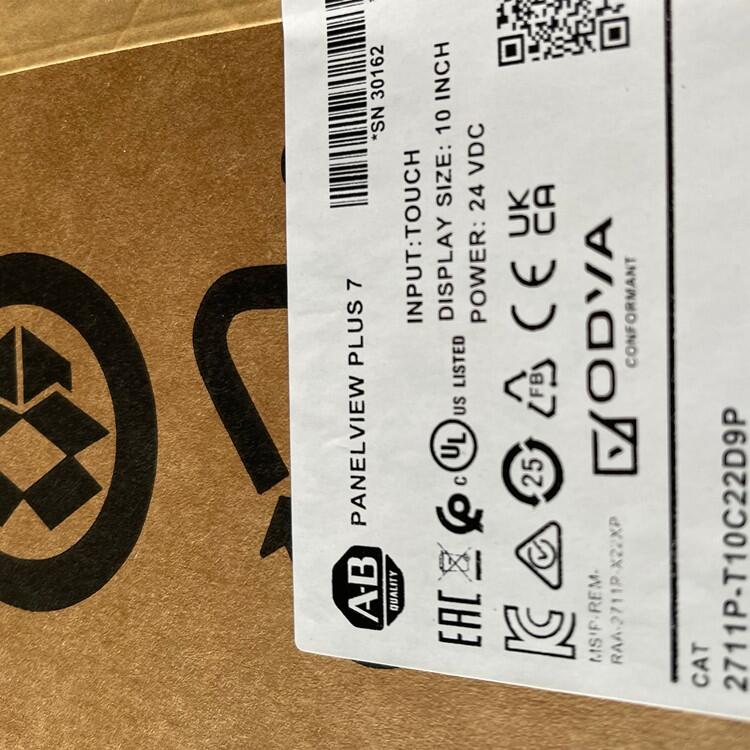 *SN 30162
A-B
QUALITY
PANELVIEW PLUS 7
INPUT:TOUCH
DISPLAY SIZE: 10 INCH
POWER: 24 VDC
EAC
C UL US LISTED
25
FB
CE
UK
CA
ODVA
CONFORMANT
MSIP-REM-
RAA-2711P-X22XP
CAT
2711P-T10C22D9P